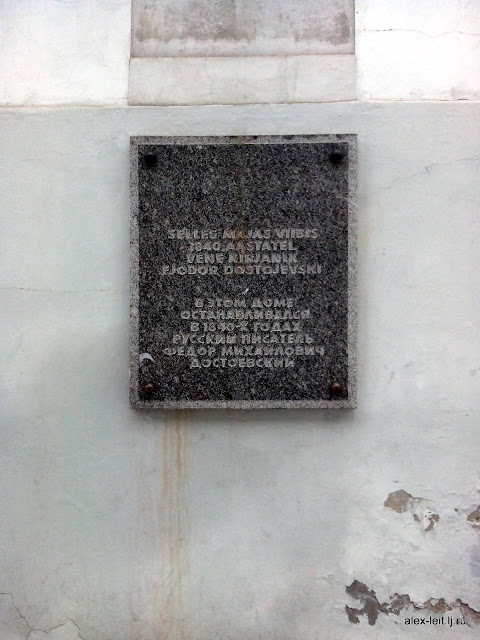 SELLES MAJAS VIIBIS
1840. AASTATEL
VENE KIRJANIK
FJODOR DOSTOJEVSKI
В ЭТОМ ДОМЕ
ОСТАНАВЛИВАЛСЯ
В 1840-Х ГОДАХ
РУССКИЙ ПИСАТЕЛЬ
ФЕДОР МИХАЙЛОВИЧ
ДОСТОЕВСКИЙ
alex-leit.lj.ru